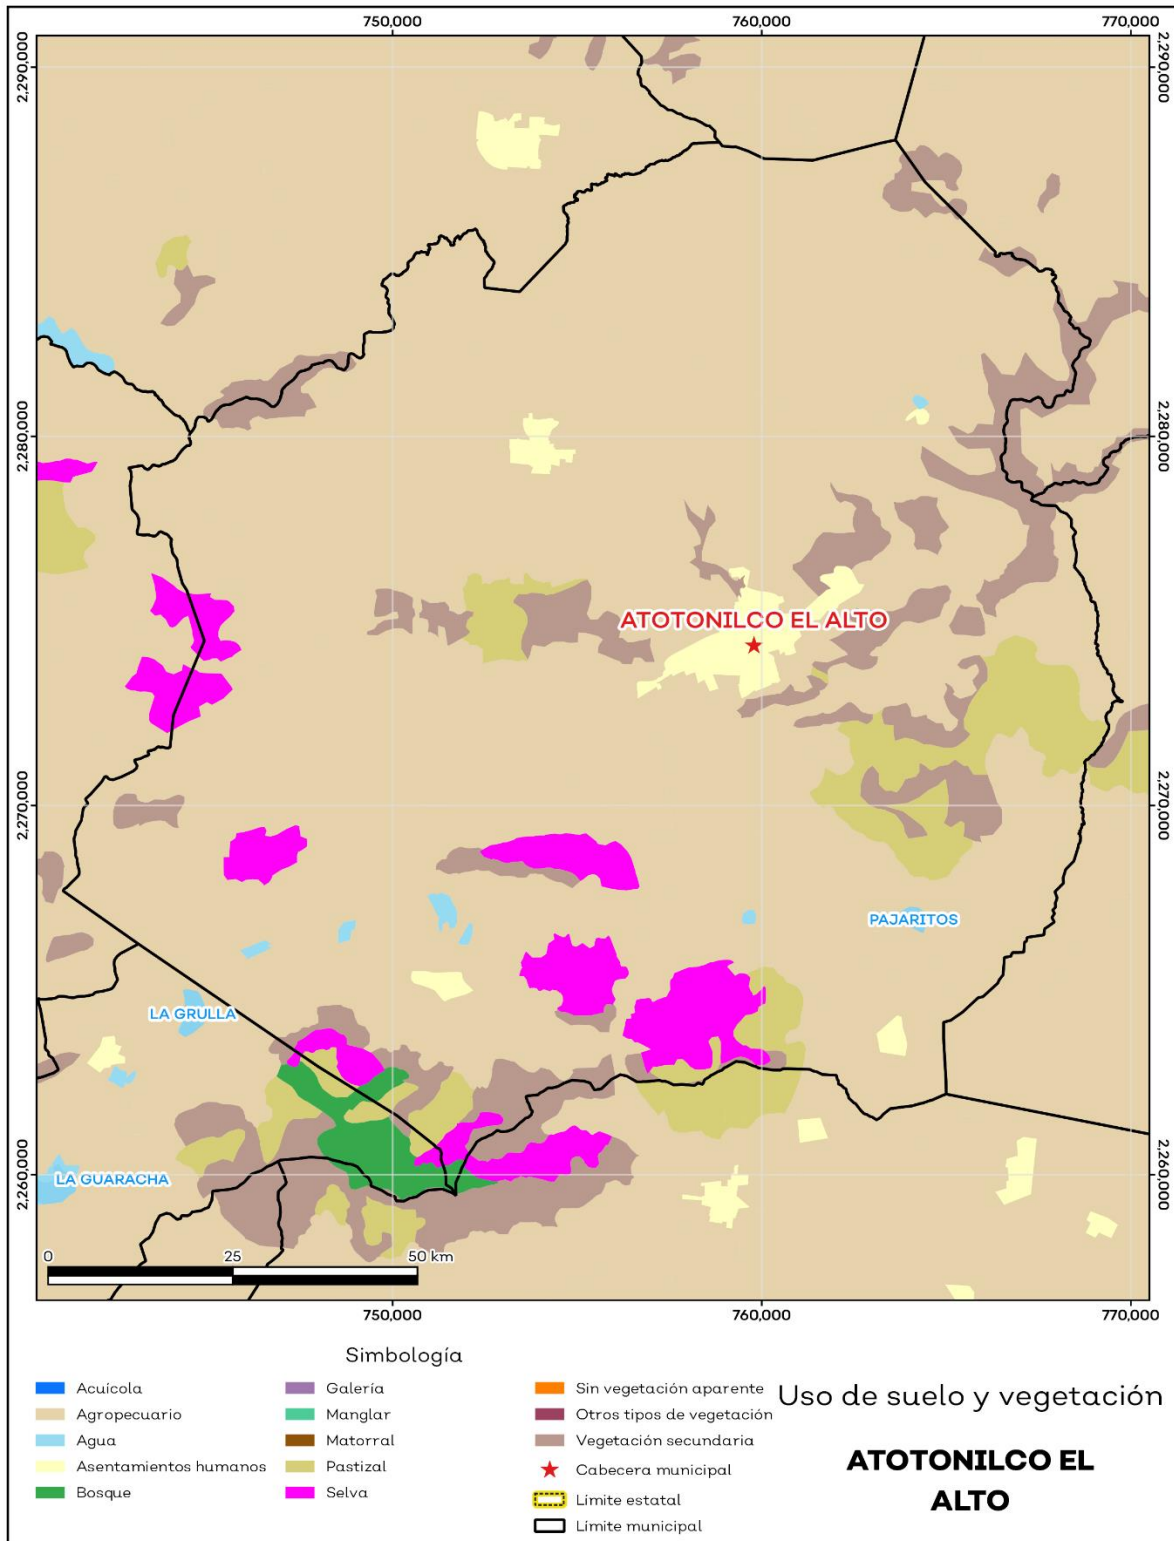 750,000
760,000
770,000
2,290,000
2,290,000
2,280,000
2,280,000
ATOTONILCO EL ALTO
2,270,000
2,270,000
PAJARITOS
LA GRULLA
LA GUARACHA
2,260,000
2,260,000
0
25
50 km
750,000
760,000
770,000
Simbología
Acuícola
Agropecuario
Agua
Asentamientos humanos
Bosque
Galería
Manglar
Matorral
Pastizal
Selva
Sin vegetación aparente
Otros tipos de vegetación
Vegetación secundaria
Cabecera municipal
Límite estatal
Límite municipal
Uso de suelo y vegetación
ATOTONILCO EL
ALTO